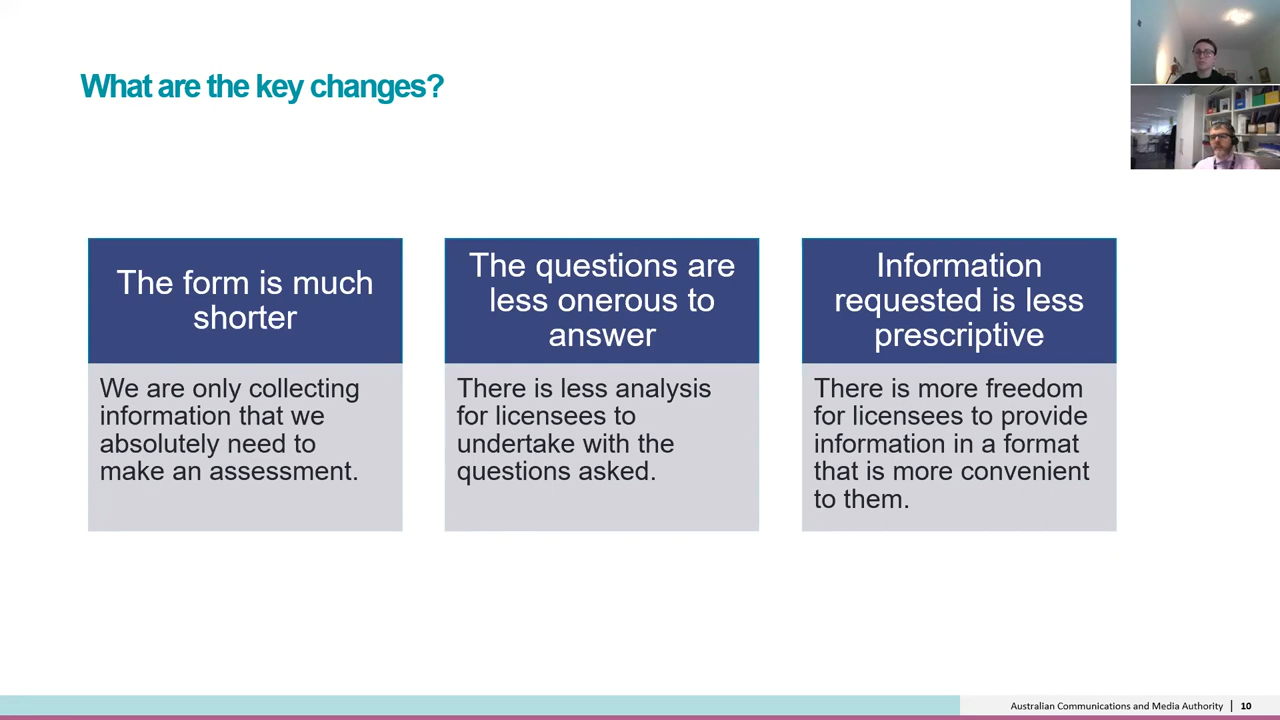 What are the key changes?
The form is much
shorter
We are only collecting
information that we
absolutely need to
make an assessment.
The questions are
less onerous to
answer
There is less analysis
for licensees to
undertake with the
questions asked.
Information
requested is less
prescriptive
There is more freedom
for licensees to provide
information in a format
that is more convenient
to them.
Australian Communications and Media Authority | 10